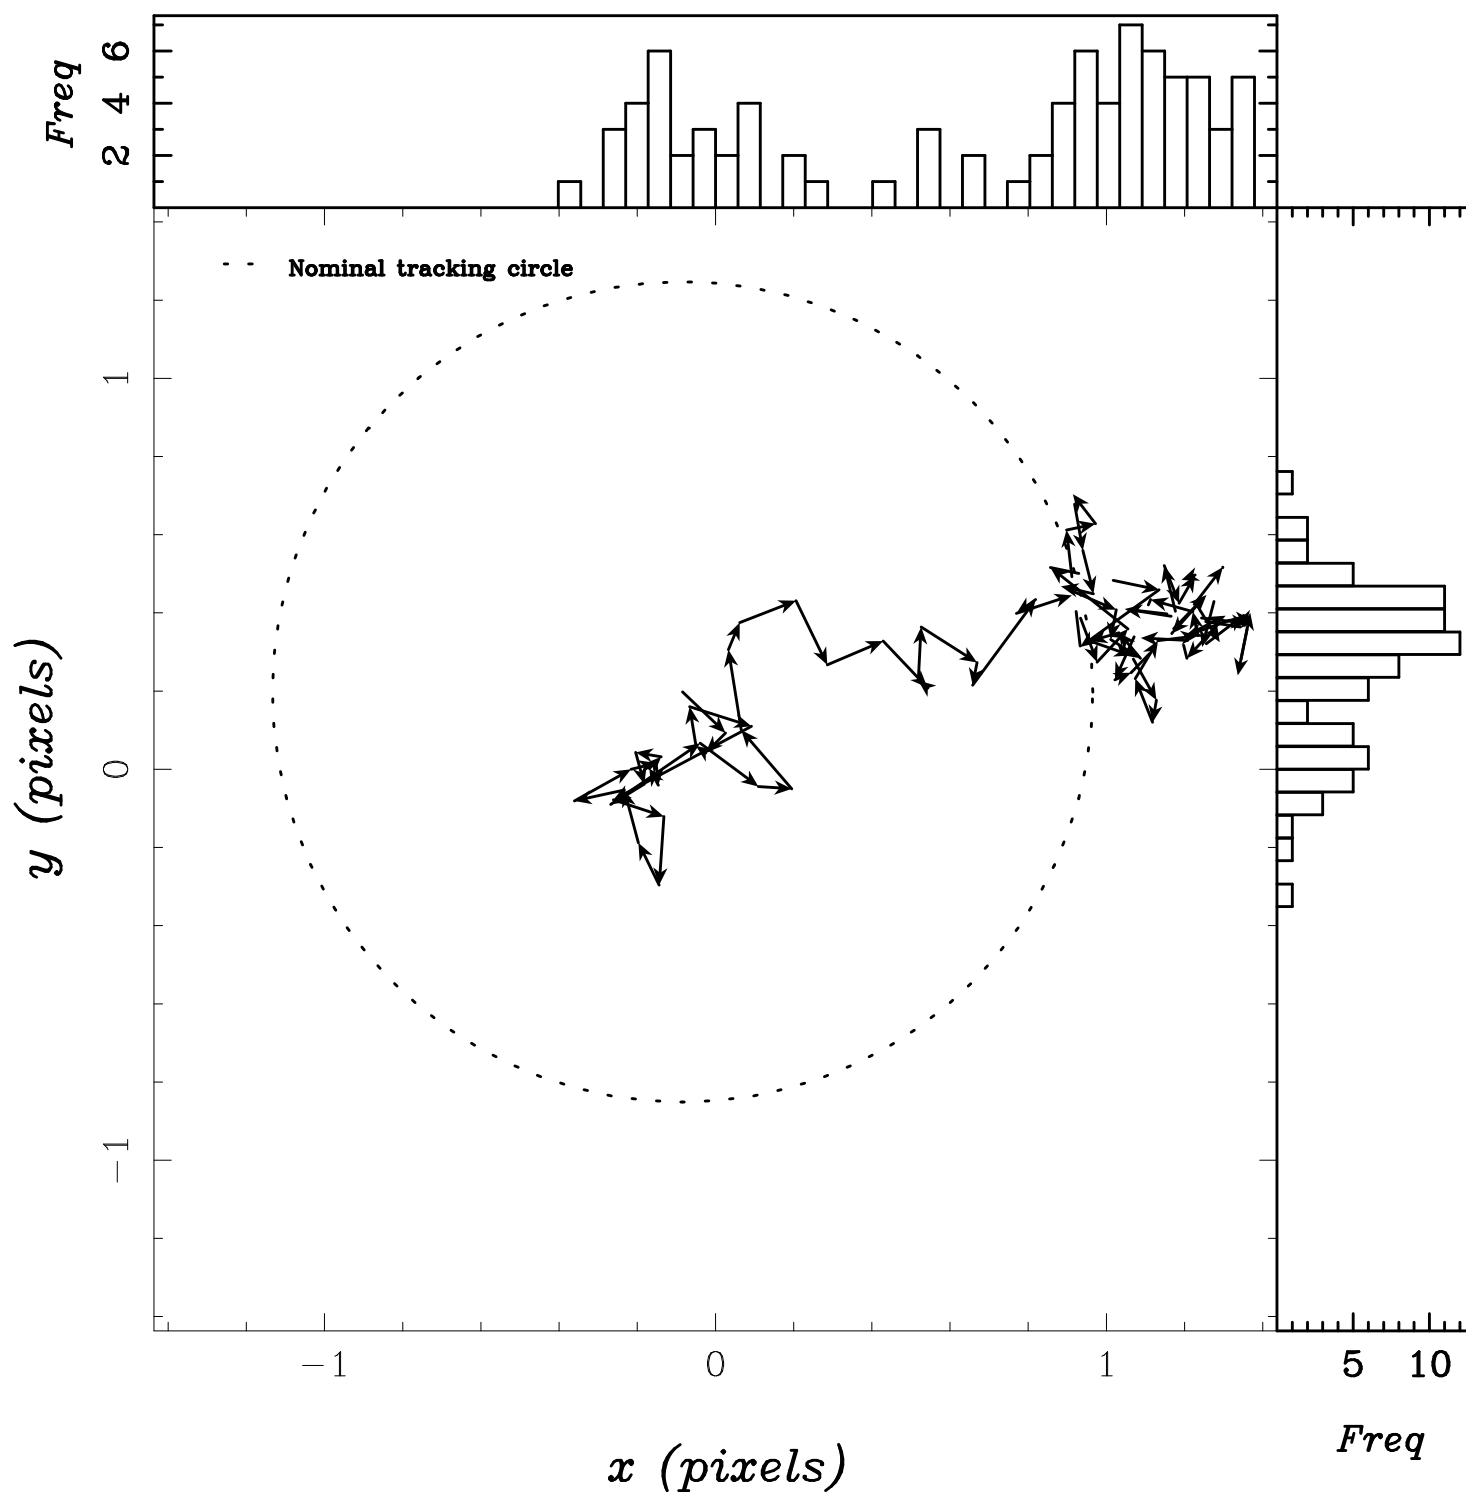 Freq
6
4
2
Nominal tracking circle
1
0
−1
y (pixels)
−1
0
1
5
10
x (pixels)
Freq